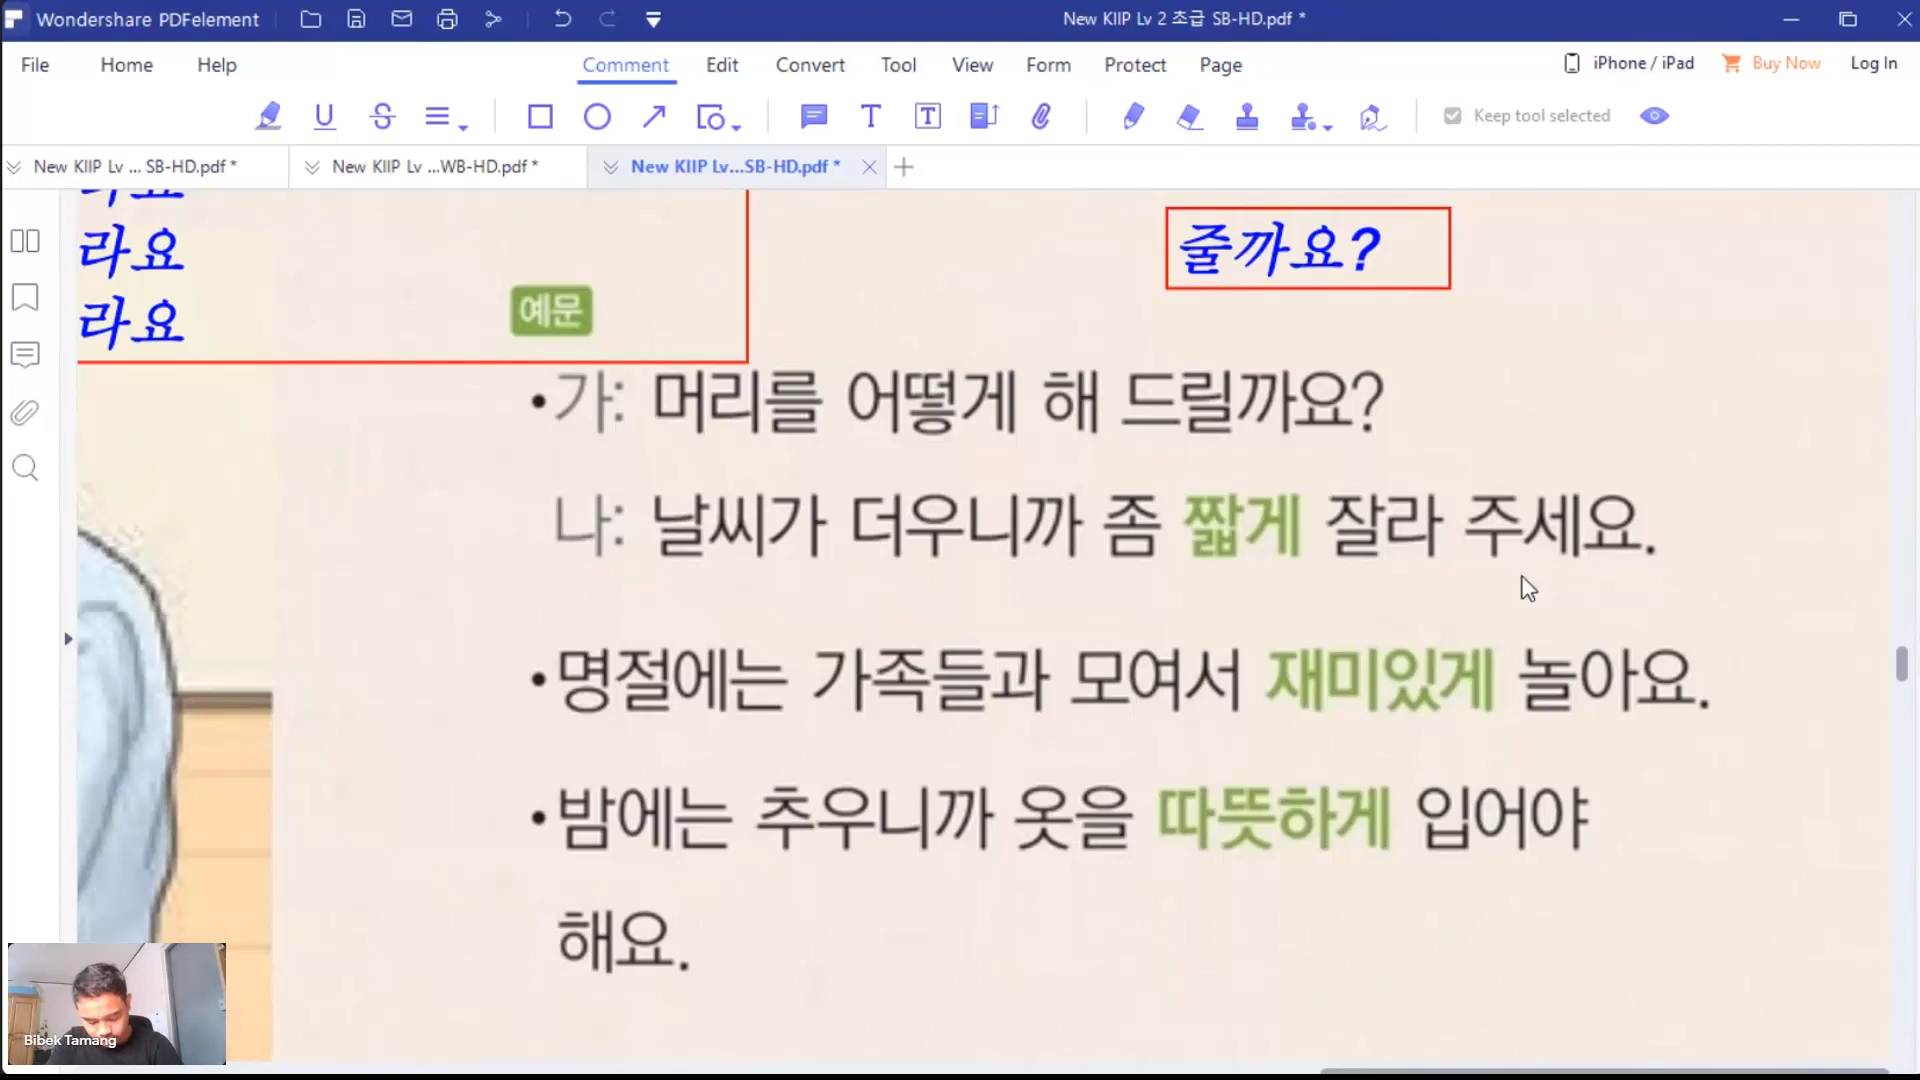 Wondershare PDFelement
New KIIP Lv 2 초급 SB-HD.pdf *
File Home Help Comment Edit Convert Tool View Form Protect Page iPhone / iPad Buy Now Log In
Keep tool selected
New KIIP Lv ... SB-HD.pdf *
New KIIP Lv ...WB-HD.pdf *
New KIIP Lv...SB-HD.pdf *
라요
라요
줄까요?
예문
•가: 머리를 어떻게 해 드릴까요?
나: 날씨가 더우니까 좀 짧게 잘라 주세요.
•명절에는 가족들과 모여서 재미있게 놀아요.
•밤에는 추우니까 옷을 따뜻하게 입어야
해요.
Bibek Tamang